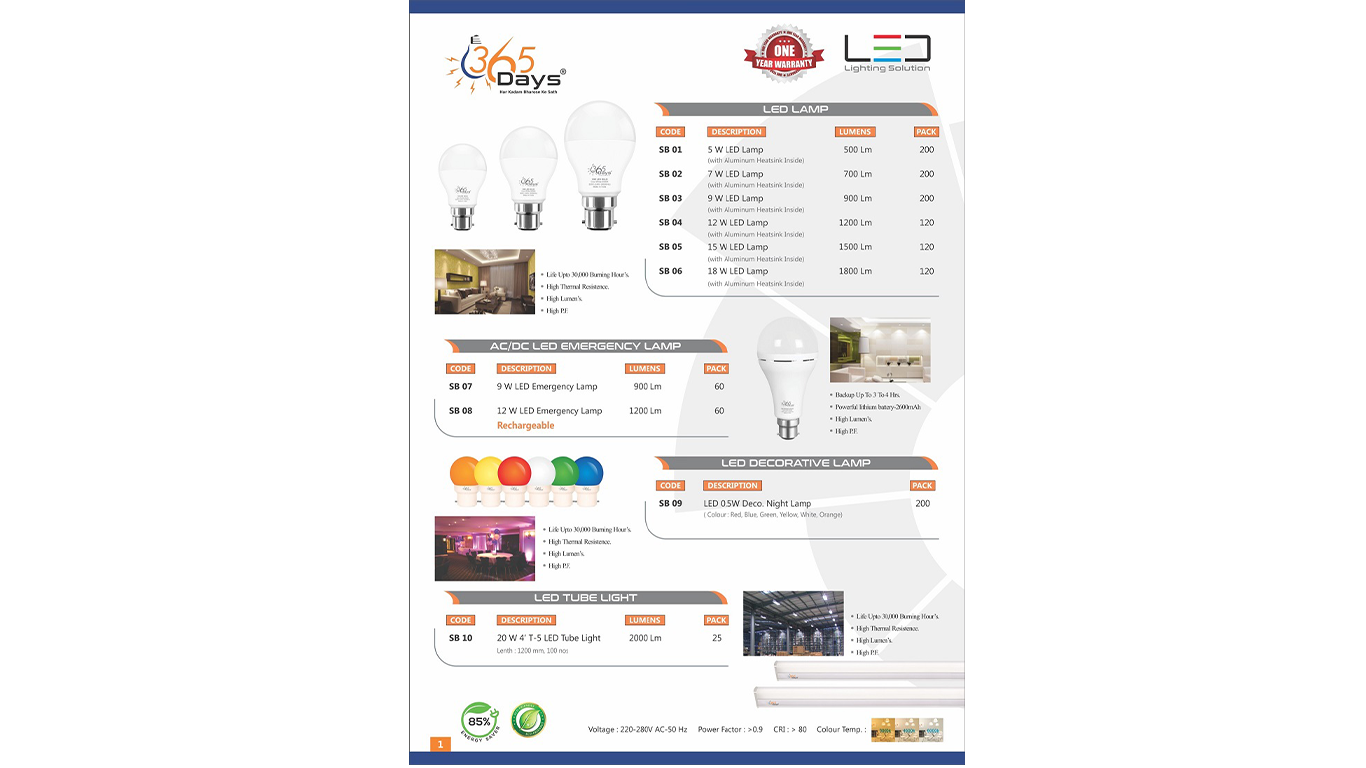 365
Days®
Har Kadam Bharose Ke Sath
ONE
YEAR WARRANTY
LED
Lighting Solution
LED LAMP
CODE DESCRIPTION LUMENS PACK
SB 01 5 W LED Lamp 500 Lm 200
(with Aluminum Heatsink Inside)
SB 02 7 W LED Lamp 700 Lm 200
(with Aluminum Heatsink Inside)
SB 03 9 W LED Lamp 900 Lm 200
(with Aluminum Heatsink Inside)
SB 04 12 W LED Lamp 1200 Lm 120
(with Aluminum Heatsink Inside)
SB 05 15 W LED Lamp 1500 Lm 120
(with Aluminum Heatsink Inside)
SB 06 18 W LED Lamp 1800 Lm 120
(with Aluminum Heatsink Inside)
• Life Upto 30,000 Burning Hour's.
• High Thermal Resistence.
• High Lumen's.
• High P.F.
AC/DC LED EMERGENCY LAMP
CODE DESCRIPTION LUMENS PACK
SB 07 9 W LED Emergency Lamp 900 Lm 60
SB 08 12 W LED Emergency Lamp 1200 Lm 60
Rechargeable
• Backup Up To 3 To 4 Hrs.
• Powerful lithium batery-2600mAh
• High Lumen's.
• High P.F.
LED DECORATIVE LAMP
CODE DESCRIPTION PACK
SB 09 LED 0.5W Deco. Night Lamp 200
( Colour : Red, Blue, Green, Yellow, White, Orange)
• Life Upto 30,000 Burning Hour's.
• High Thermal Resistence.
• High Lumen's.
• High P.F.
LED TUBE LIGHT
CODE DESCRIPTION LUMENS PACK
SB 10 20 W 4' T-5 LED Tube Light 2000 Lm 25
Lenth : 1200 mm, 100 nos
• Life Upto 30,000 Burning Hour's.
• High Thermal Resistence.
• High Lumen's.
• High P.F.
85%
ENERGY SAVER
Voltage : 220-280V AC-50 Hz Power Factor : >0.9 CRI : > 80 Colour Temp. :
1